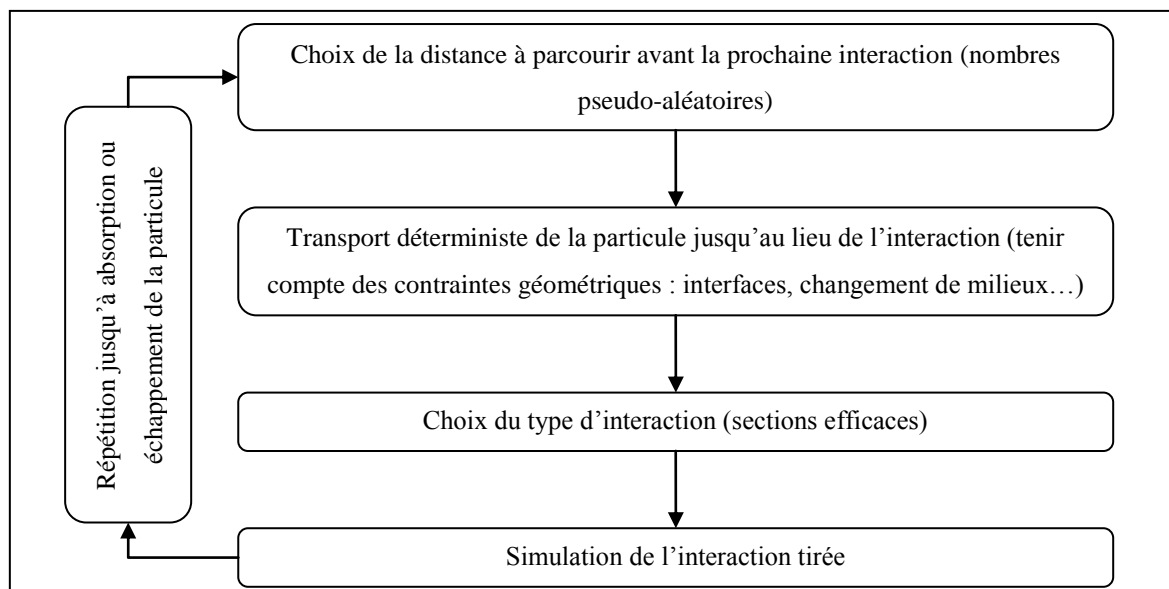 Choix de la distance à parcourir avant la prochaine interaction (nombres
pseudo-aléatoires)
Transport déterministe de la particule jusqu’au lieu de l’interaction (tenir
compte des contraintes géométriques : interfaces, changement de milieux…)
Choix du type d’interaction (sections efficaces)
Simulation de l’interaction tirée
Répétition jusqu’à absorption ou
échappement de la particule